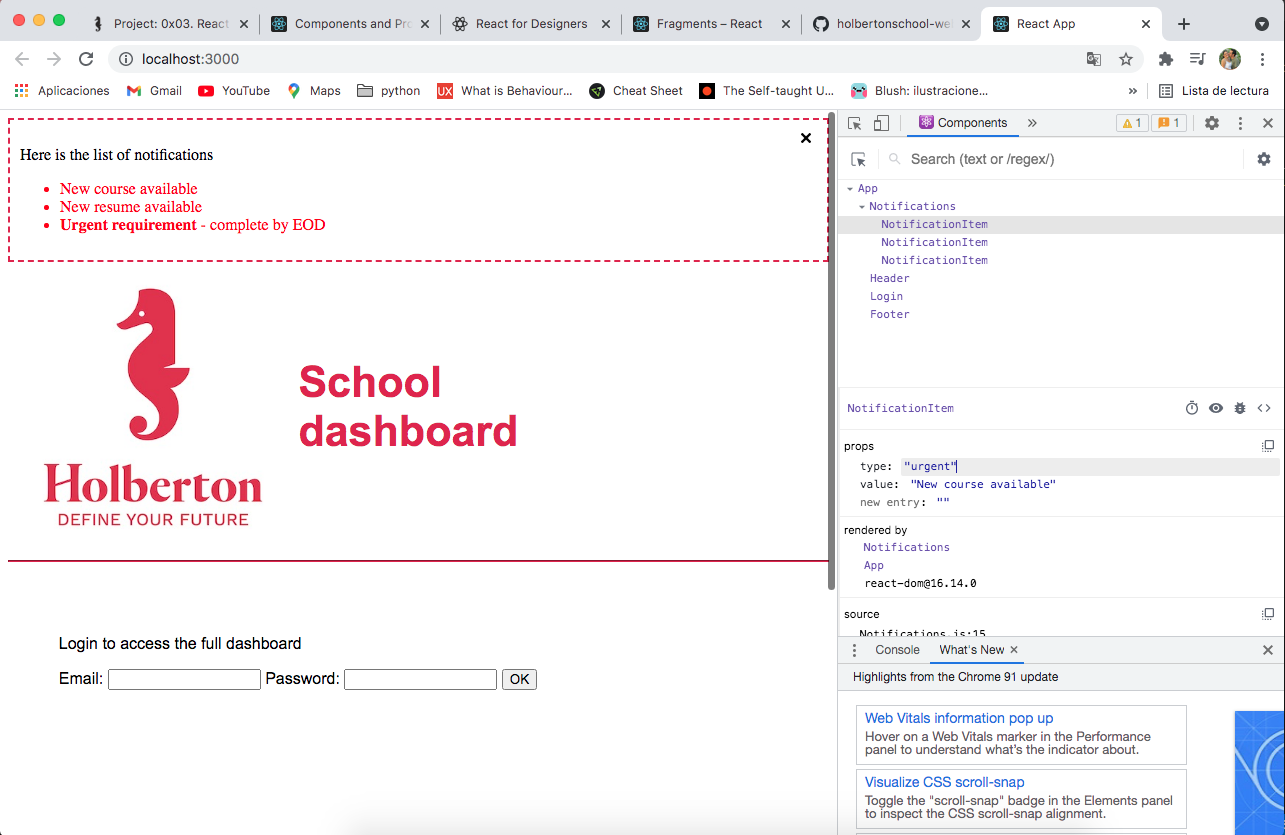 Project: 0x03. React
Components and Pro
React for Designers
Fragments – React
holbertonschool-we
React App
localhost:3000
Aplicaciones
Gmail
YouTube
Maps
python
UX
What is Behaviour...
Cheat Sheet
The Self-taught U...
Blush: ilustracione...
»
Lista de lectura
Here is the list of notifications
• New course available
• New resume available
• Urgent requirement - complete by EOD
School
dashboard
Holberton
DEFINE YOUR FUTURE
Login to access the full dashboard
Email:
Password:
OK
Components
»
1
1
Search (text or /regex/)
App
Notifications
NotificationItem
NotificationItem
NotificationItem
Header
Login
Footer
NotificationItem
props
type: "urgent"
value: "New course available"
new entry: ""
rendered by
Notifications
App
react-dom@16.14.0
source
Notifications.js:15
Console
What's New
Highlights from the Chrome 91 update
Web Vitals information pop up
Hover on a Web Vitals marker in the Performance
panel to understand what's the indicator about.
Visualize CSS scroll-snap
Toggle the "scroll-snap" badge in the Elements panel
to inspect the CSS scroll-snap alignment.